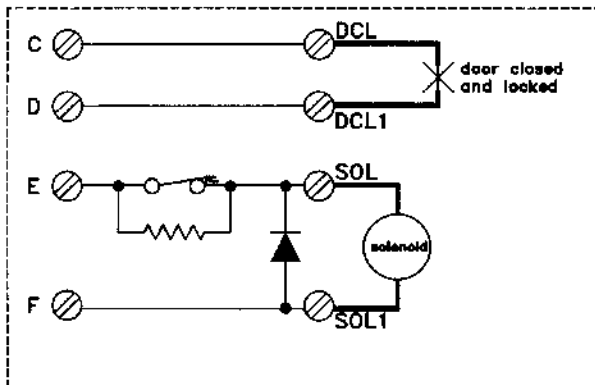 C DCL
door closed
and locked
D DCL1
E SOL
solenoid
F SOL1